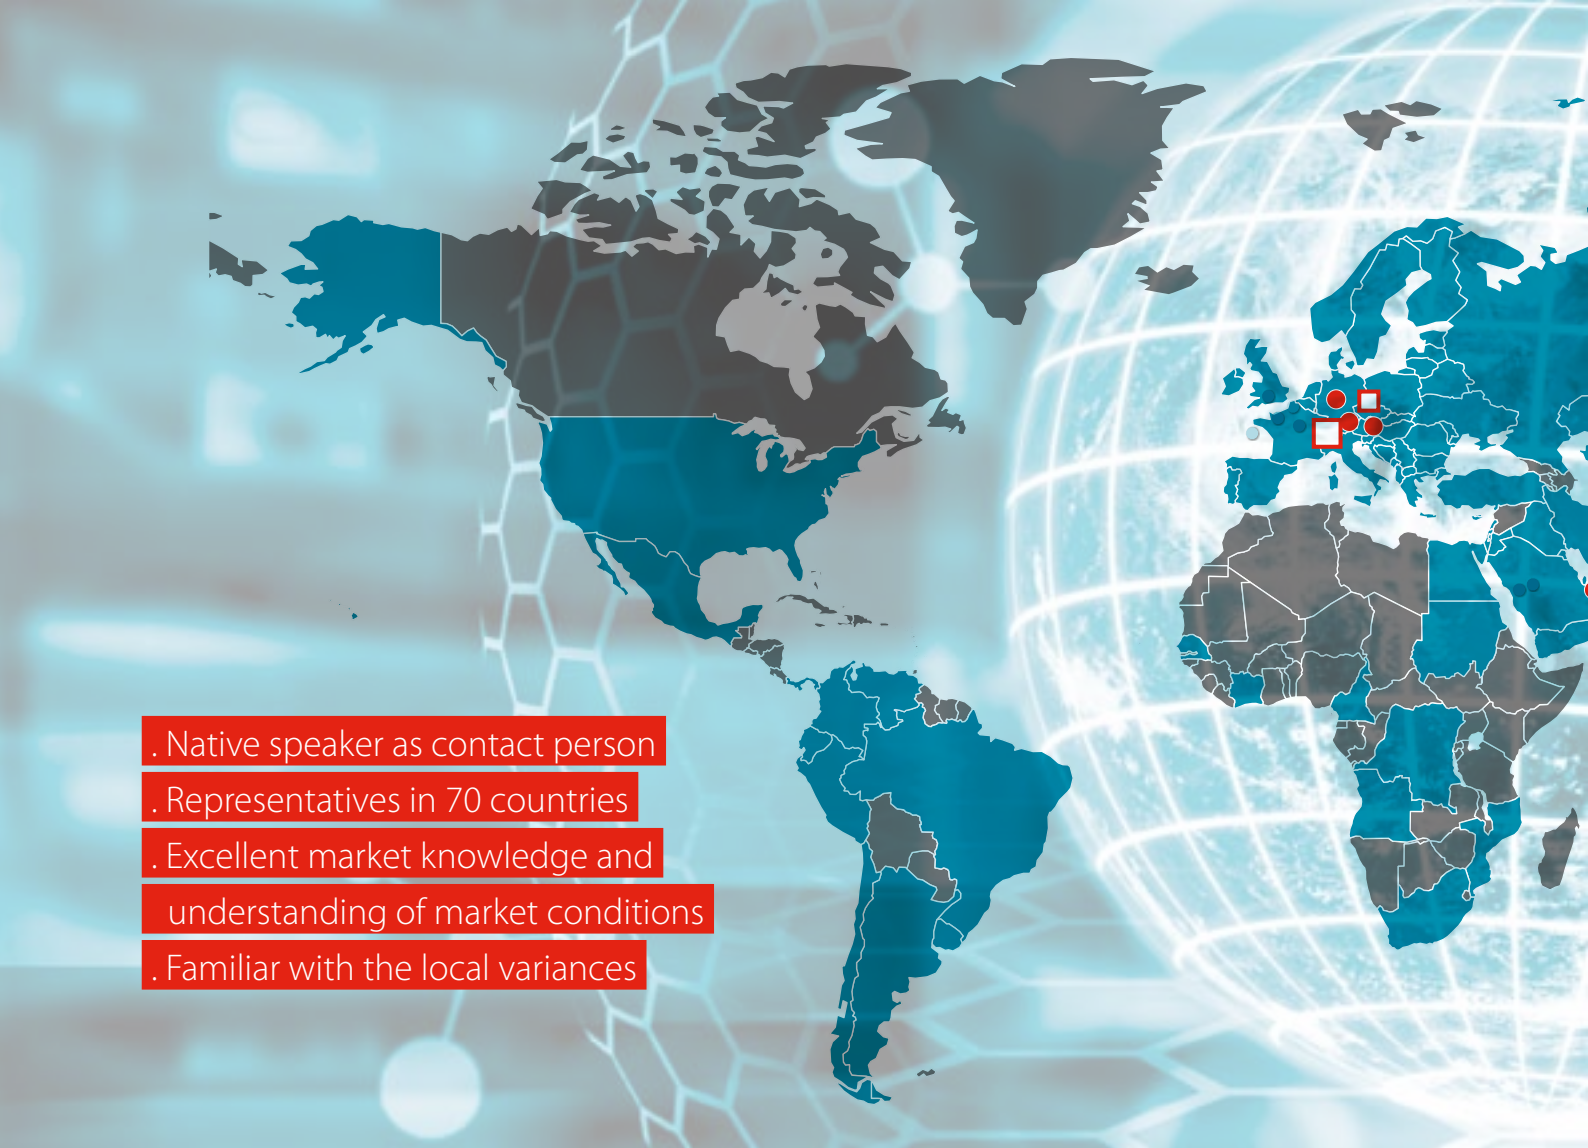 . Native speaker as contact person
. Representatives in 70 countries
. Excellent market knowledge and
understanding of market conditions
. Familiar with the local variances